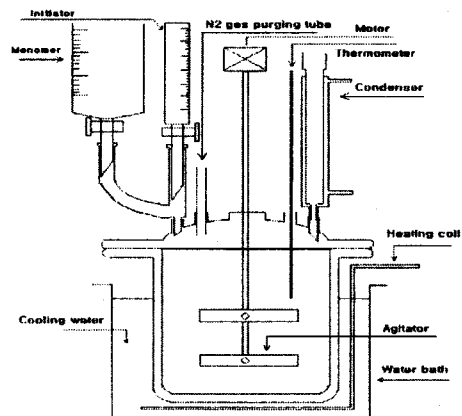 Initiator
N2 gas purging tube
Motor
Monomer
Thermometer
Condenser
Heating coil
Cooling water
Agitator
Water bath